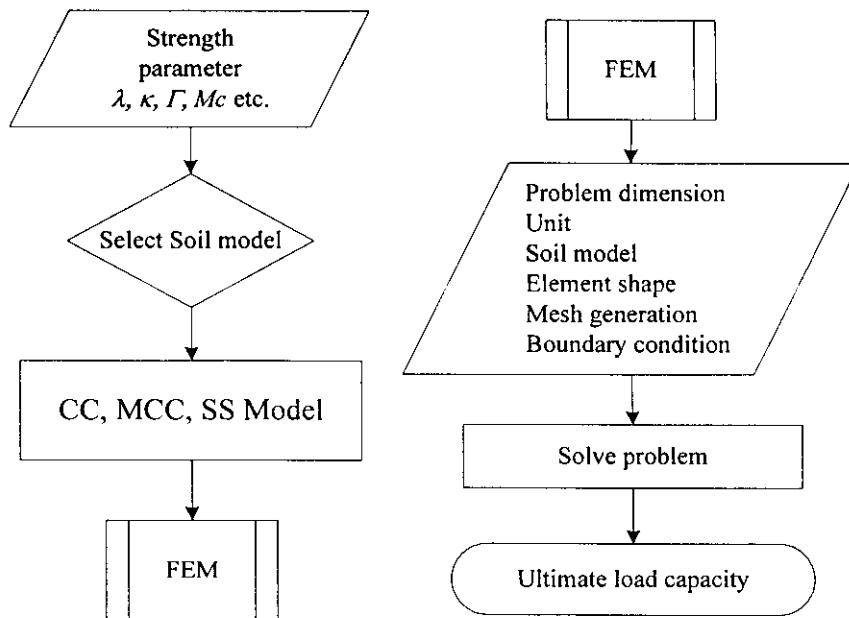 Strength
parameter
λ, κ, Γ, Mc etc.
Select Soil model
CC, MCC, SS Model
FEM
FEM
Problem dimension
Unit
Soil model
Element shape
Mesh generation
Boundary condition
Solve problem
Ultimate load capacity